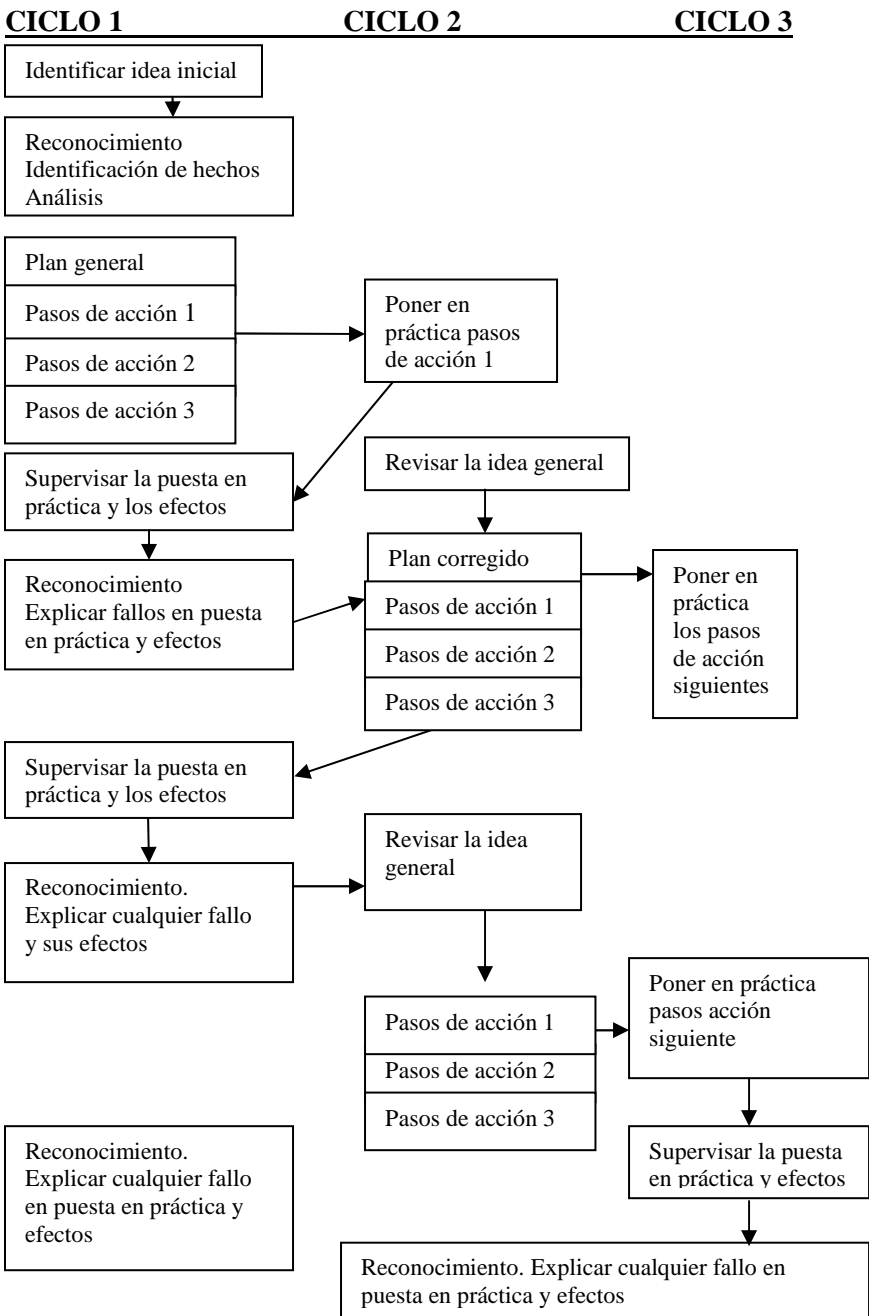 CICLO 1 CICLO 2 CICLO 3
Identificar idea inicial
Reconocimiento
Identificación de hechos
Análisis
Plan general
Pasos de acción 1
Pasos de acción 2
Pasos de acción 3
Poner en
práctica pasos
de acción 1
Supervisar la puesta en
práctica y los efectos
Revisar la idea general
Reconocimiento
Explicar fallos en puesta
en práctica y efectos
Plan corregido
Pasos de acción 1
Pasos de acción 2
Pasos de acción 3
Poner en
práctica
los pasos
de acción
siguientes
Supervisar la puesta en
práctica y los efectos
Reconocimiento.
Explicar cualquier fallo
y sus efectos
Revisar la idea
general
Pasos de acción 1
Pasos de acción 2
Pasos de acción 3
Poner en práctica
pasos acción
siguiente
Supervisar la puesta
en práctica y efectos
Reconocimiento.
Explicar cualquier fallo
en puesta en práctica y
efectos
Reconocimiento. Explicar cualquier fallo en
puesta en práctica y efectos